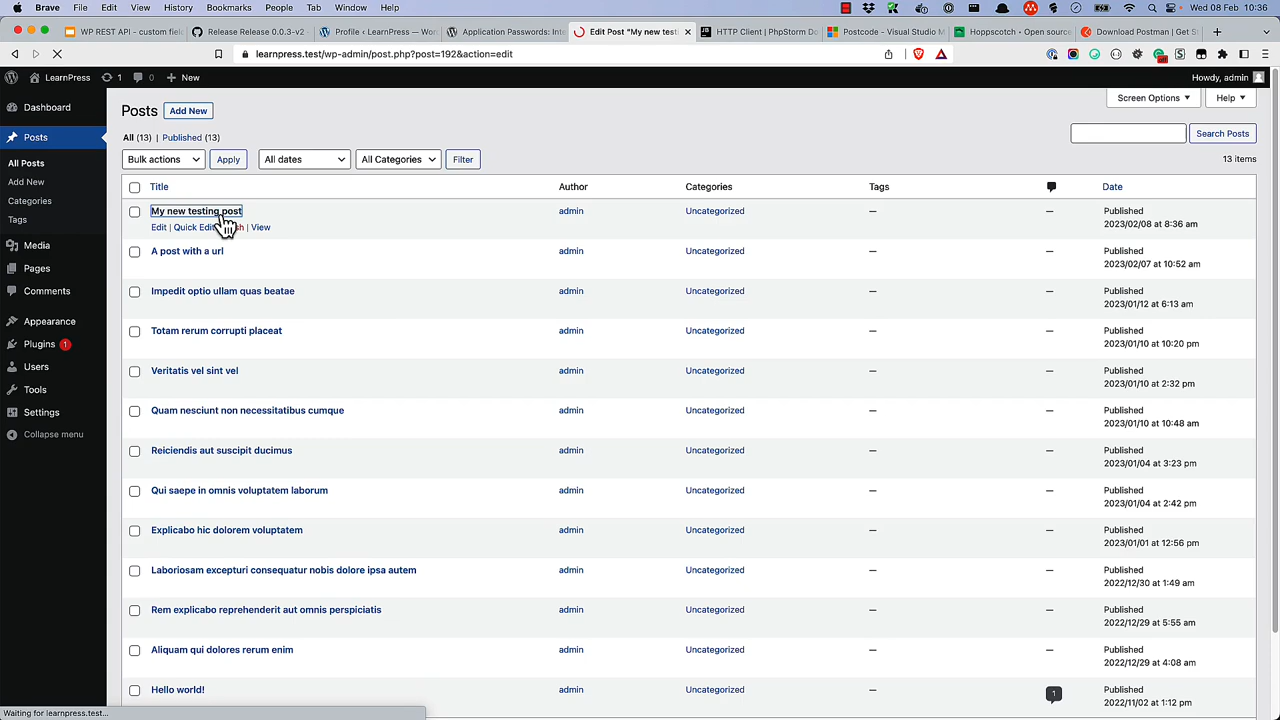 Brave File Edit View History Bookmarks People Tab Window Help Wed 08 Feb 10:36
WP REST API - custom field Release Release 0.0.3-v2 Profile ‹ LearnPress — Wor Application Passwords: Int Edit Post “My new testi HTTP Client | PhpStorm Do Postcode - Visual Studio M Hoppscotch • Open source Download Postman | Get S
learnpress.test/wp-admin/post.php?post=192&action=edit
LearnPress 1 0 New Howdy, admin
Dashboard
Posts
All Posts
Add New
Categories
Tags
Media
Pages
Comments
Appearance
Plugins 1
Users
Tools
Settings
Collapse menu
Screen Options Help
Posts Add New
All (13) | Published (13)
Search Posts
Bulk actions Apply All dates All Categories Filter 13 items
Title Author Categories Tags Date
My new testing post admin Uncategorized — — Published
2023/02/08 at 8:36 am
Edit | Quick Edit | View
A post with a url admin Uncategorized — — Published
2023/02/07 at 10:52 am
Impedit optio ullam quas beatae admin Uncategorized — — Published
2023/01/12 at 6:13 am
Totam rerum corrupti placeat admin Uncategorized — — Published
2023/01/10 at 10:20 pm
Veritatis vel sint vel admin Uncategorized — — Published
2023/01/10 at 2:32 pm
Quam nesciunt non necessitatibus cumque admin Uncategorized — — Published
2023/01/10 at 10:48 am
Reiciendis aut suscipit ducimus admin Uncategorized — — Published
2023/01/04 at 3:23 pm
Qui saepe in omnis voluptatem laborum admin Uncategorized — — Published
2023/01/04 at 2:42 pm
Explicabo hic dolorem voluptatem admin Uncategorized — — Published
2023/01/01 at 12:56 pm
Laboriosam excepturi consequatur nobis dolore ipsa autem admin Uncategorized — — Published
2022/12/30 at 1:49 am
Rem explicabo reprehenderit aut omnis perspiciatis admin Uncategorized — — Published
2022/12/29 at 5:55 am
Aliquam qui dolores rerum enim admin Uncategorized — — Published
2022/12/29 at 4:08 am
Hello world! admin Uncategorized — 1 Published
2022/11/02 at 1:12 pm
Waiting for learnpress.test...